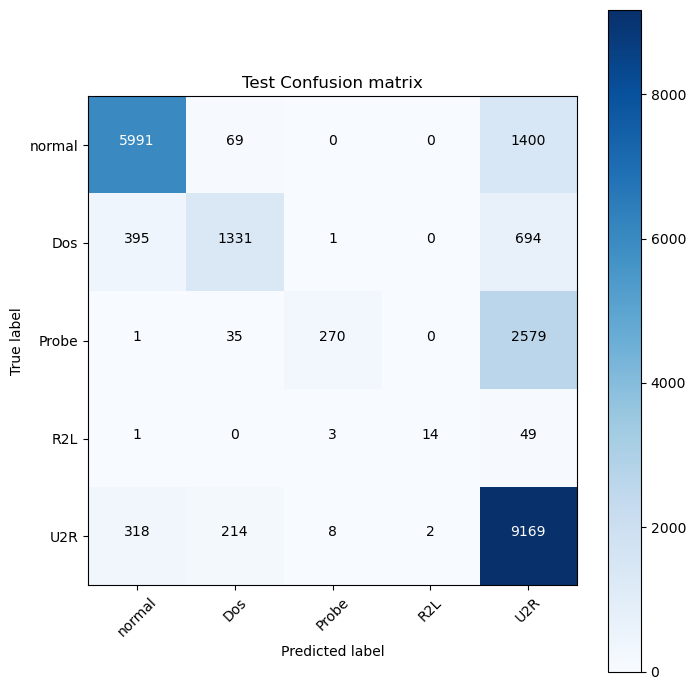 Test Confusion matrix
True label
normal 5991 69 0 0 1400
Dos 395 1331 1 0 694
Probe 1 35 270 0 2579
R2L 1 0 3 14 49
U2R 318 214 8 2 9169
normal Dos Probe R2L U2R
Predicted label
8000
6000
4000
2000
0